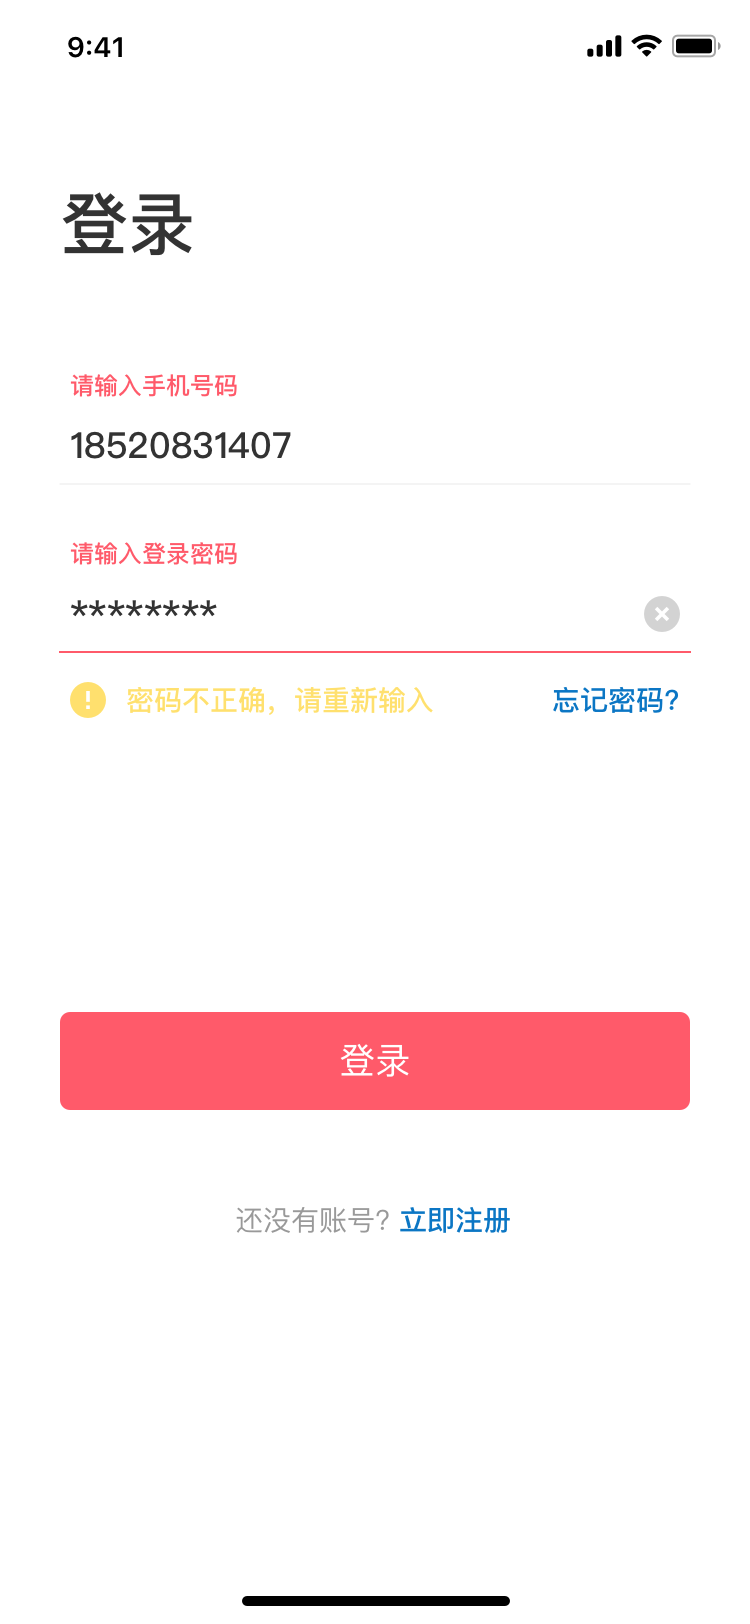 9:41
登录
请输入手机号码
18520831407
请输入登录密码
********
密码不正确，请重新输入 忘记密码?
登录
还没有账号? 立即注册